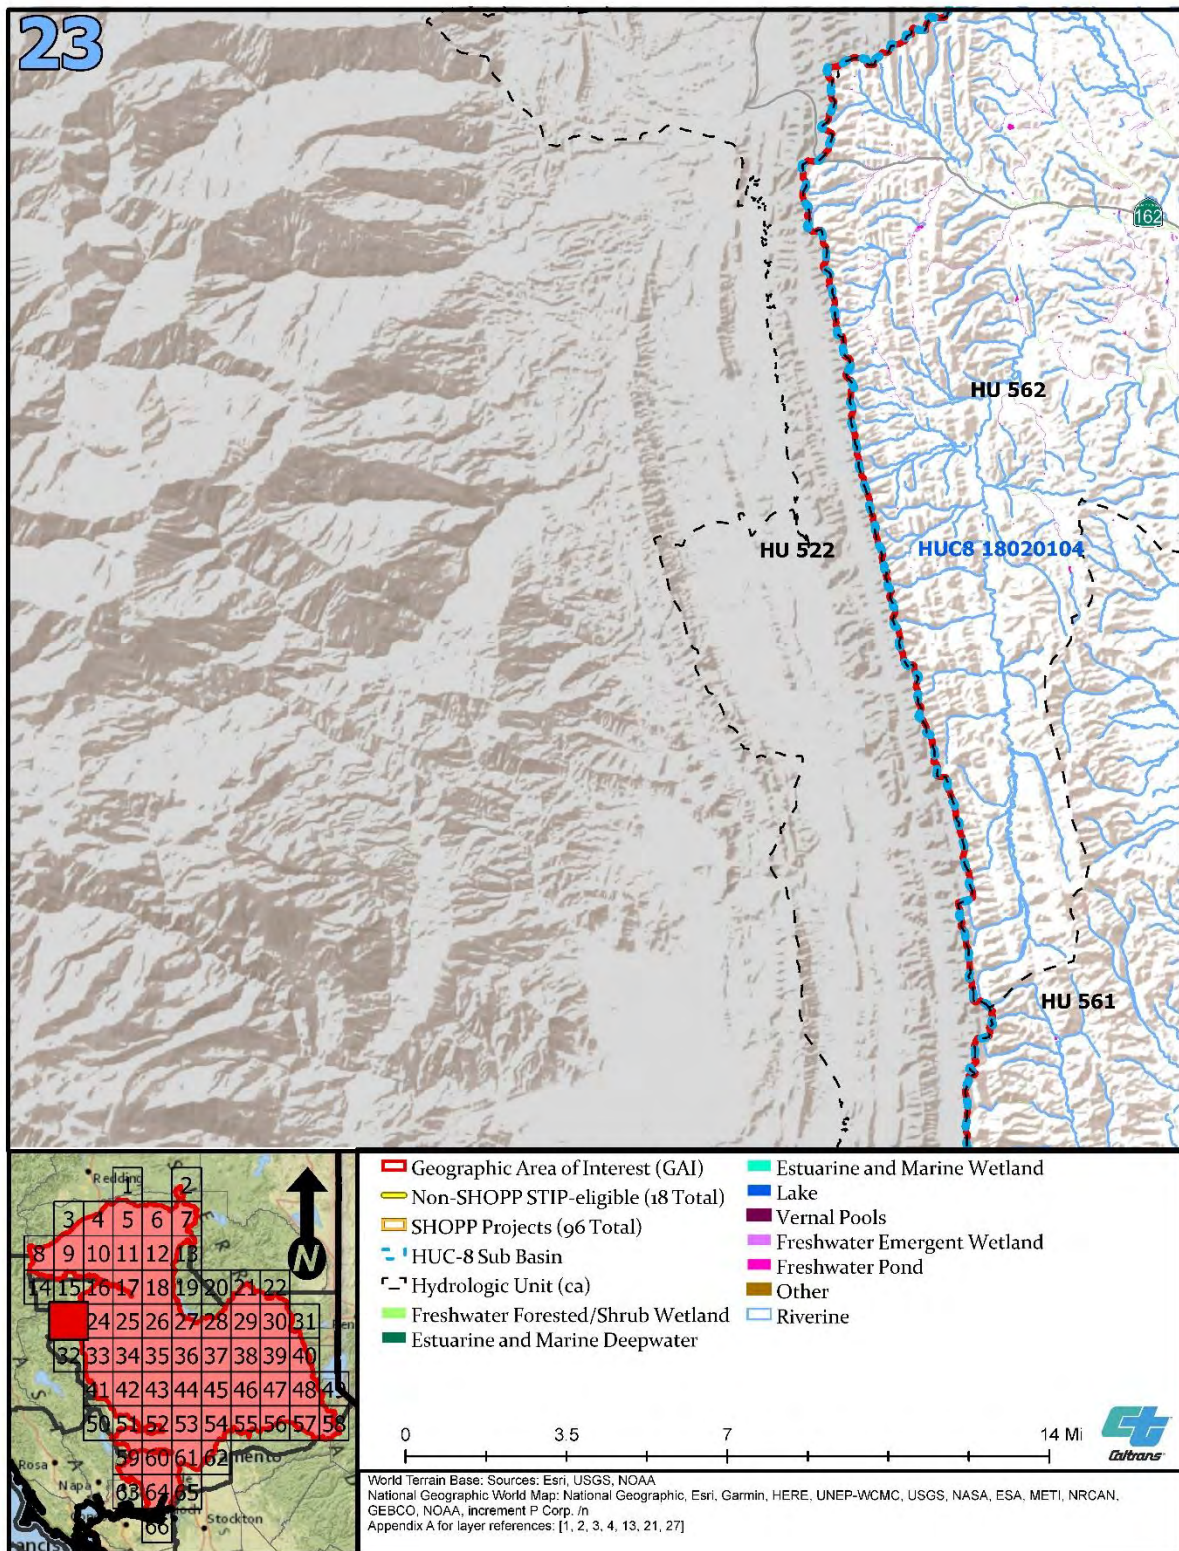 23
162
HU 562
HU 522
HUC8 18020104
HU 561
Redding
1
2
3 4 5 6 7
8 9 10 11 12 13
14 15 16 17 18 19 20 21 22
24 25 26 27 28 29 30 31
32 33 34 35 36 37 38 39 40
41 42 43 44 45 46 47 48 49
50 51 52 53 54 55 56 57 58
59 60 61 62
63 64 65
66
Rosa
Napa
Stockton
N
Geographic Area of Interest (GAI)
Non-SHOPP STIP-eligible (18 Total)
SHOPP Projects (96 Total)
HUC-8 Sub Basin
Hydrologic Unit (ca)
Freshwater Forested/Shrub Wetland
Estuarine and Marine Deepwater
Estuarine and Marine Wetland
Lake
Vernal Pools
Freshwater Emergent Wetland
Freshwater Pond
Other
Riverine
0 3.5 7 14 Mi
ct
Caltrans
World Terrain Base: Sources: Esri, USGS, NOAA
National Geographic World Map: National Geographic, Esri, Garmin, HERE, UNEP-WCMC, USGS, NASA, ESA, METI, NRCAN,
GEBCO, NOAA, increment P Corp. /n
Appendix A for layer references: [1, 2, 3, 4, 13, 21, 27]